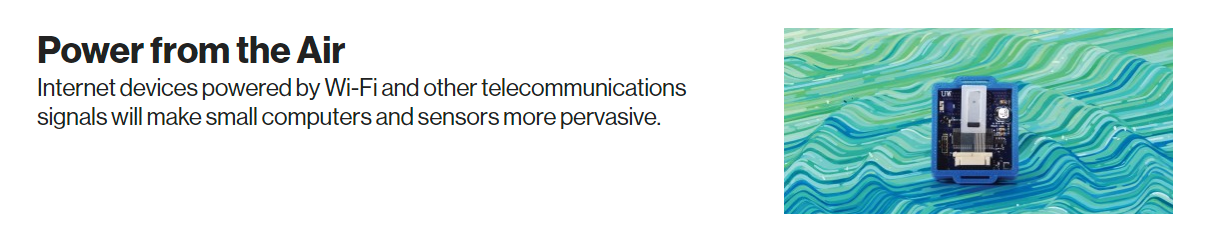 Power from the Air
Internet devices powered by Wi-Fi and other telecommunications
signals will make small computers and sensors more pervasive.
UW